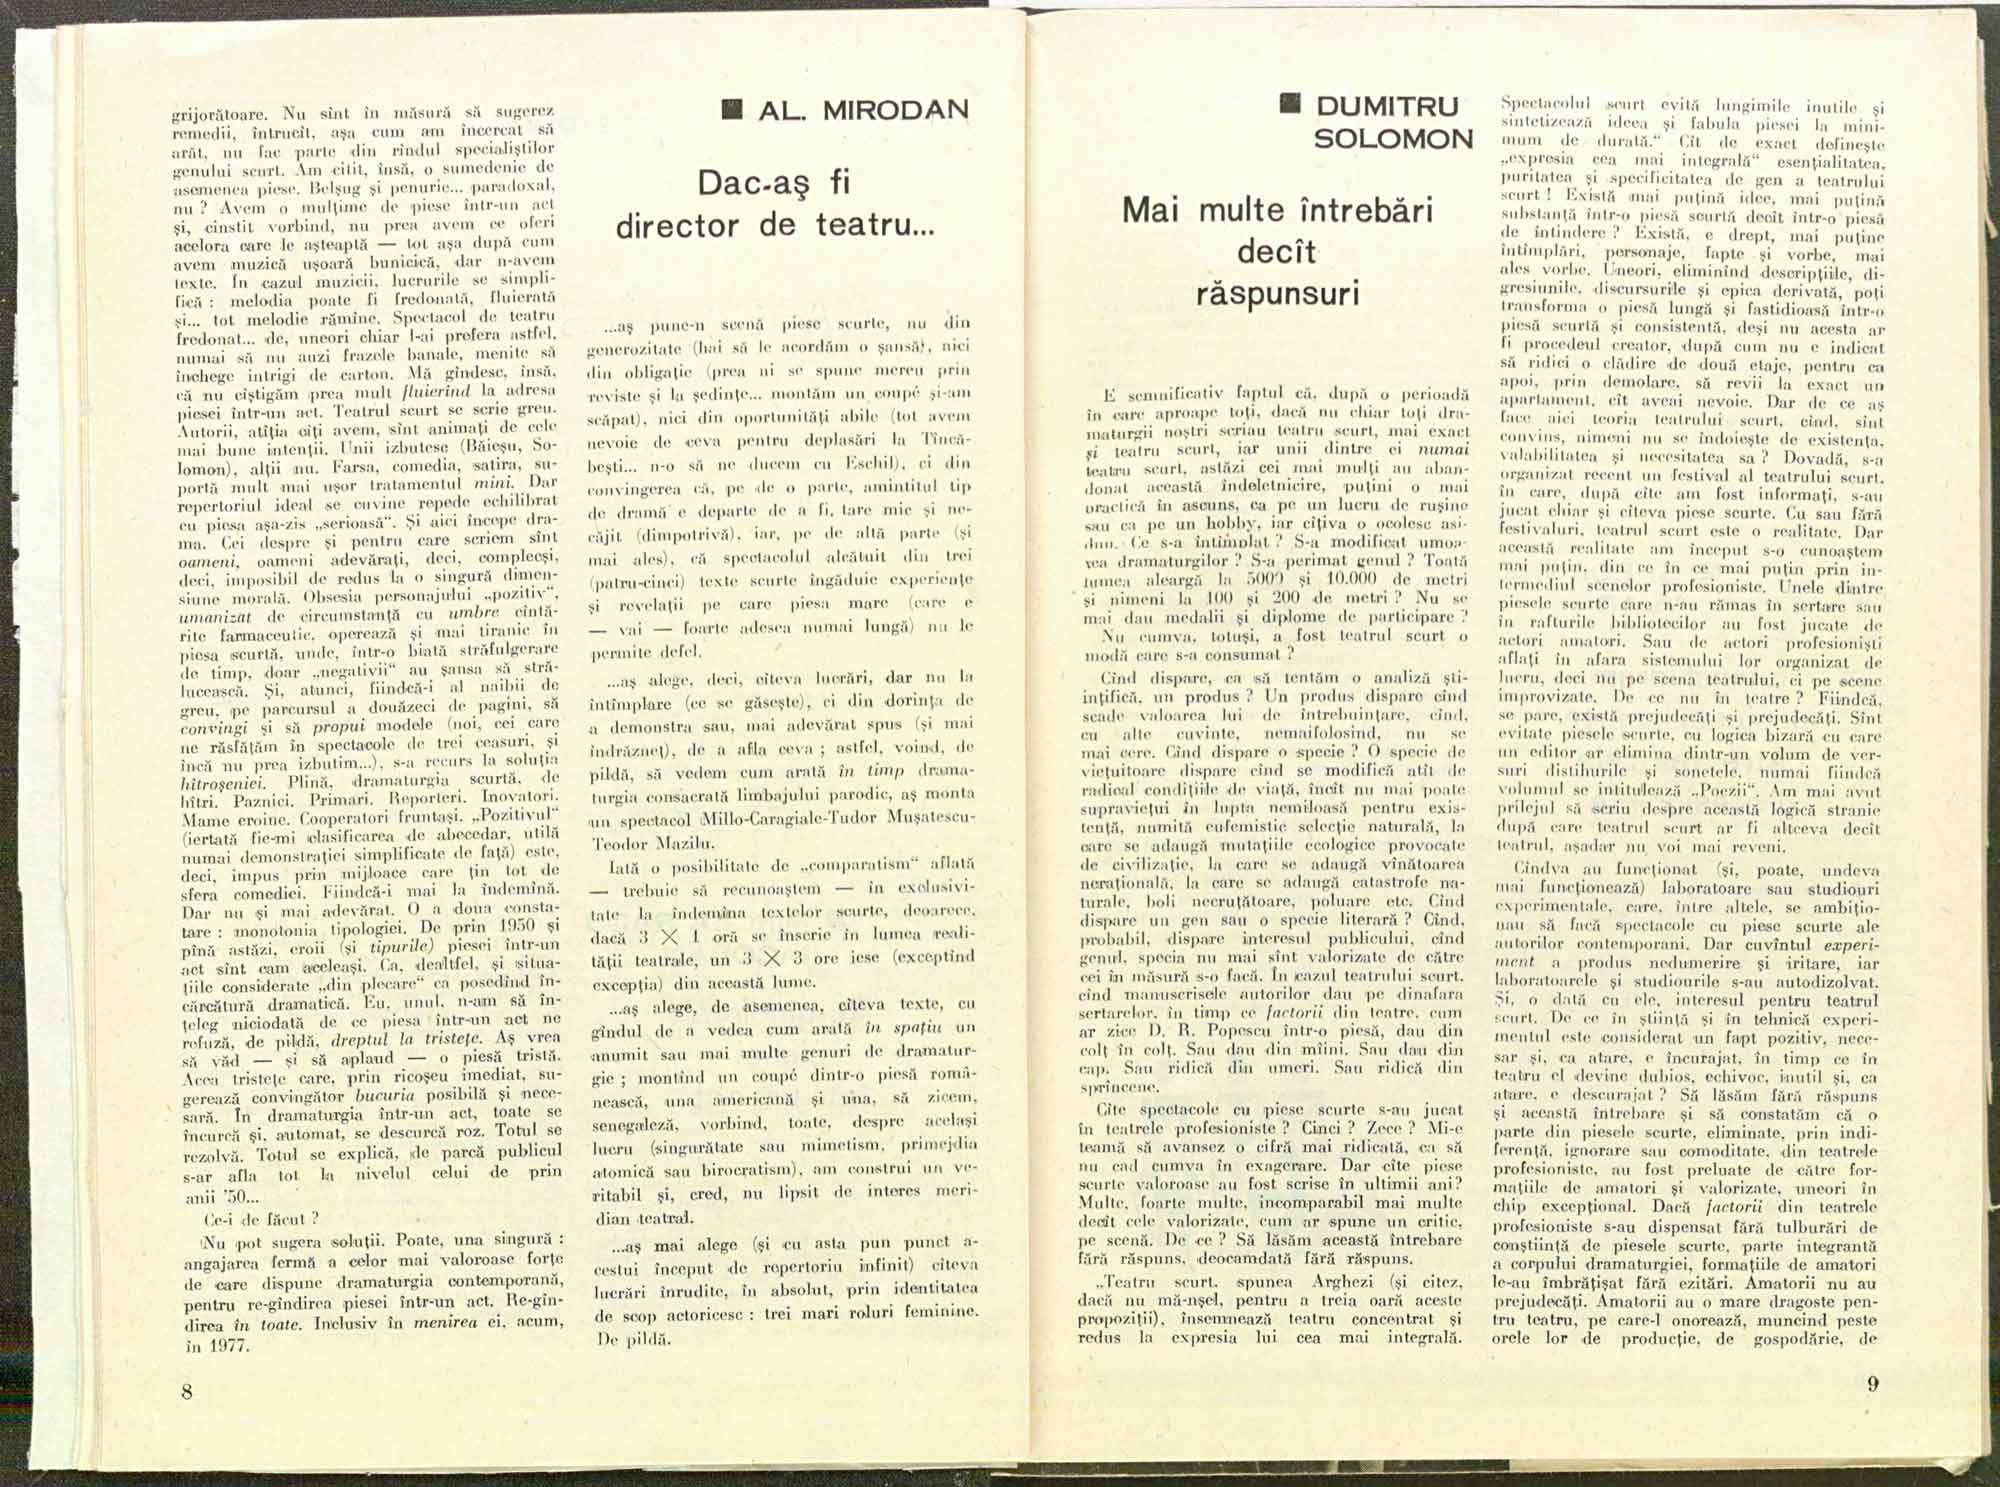 grijorătoare. Nu sînt în măsură să sugerez
remedii, întrucît, așa cum am încercat să
arăt, nu fac parte din rîndul specialiștilor
genului scurt. Am citit, însă, o sumedenie de
asemenea piese. Belșug și penurie... paradoxal,
nu ? Avem o mulțime de piese într-un act
și, cinstit vorbind, nu prea avem ce oferi
acelora care le așteaptă — tot așa după cum
avem muzică ușoară bunicică, dar n-avem
texte. In cazul muzicii, lucrurile se simpli-
fică : melodia poate fi fredonată, fluierată
și... tot melodie rămîne. Spectacol de teatru
fredonat... de, uneori chiar l-ai prefera astfel,
numai să nu auzi frazele banale, menite să
închege intrigi de carton. Mă gîndesc, însă,
că nu cîștigăm prea mult fluierînd la adresa
piesei într-un act. Teatrul scurt se scrie greu.
Autorii, atîția cîți avem, sînt animați de cele
mai bune intenții. Unii izbutesc (Băieșu, So-
lomon), alții nu. Farsa, comedia, satira, su-
portă mult mai ușor tratamentul mini. Dar
repertoriul ideal se cuvine repede echilibrat
cu piesa așa-zis „serioasă“. Și aici începe dra-
ma. Cei despre și pentru care scriem sînt
oameni, oameni adevărați, deci, complecși,
deci, imposibil de redus la o singură dimen-
siune morală. Obsesia personajului „pozitiv“,
umanizat de circumstanță cu umbre cîntă-
rite farmaceutic, operează și mai tiranic în
piesa scurtă, unde, într-o biată străfulgerare
de timp, doar „negativii“ au șansa să stră-
lucească. Și, atunci, fiindcă-i al naibii de
greu, pe parcursul a douăzeci de pagini, să
convingi și să propui modele (noi, cei care
ne răsfățăm în spectacole de trei ceasuri, și
încă nu prea izbutim...), s-a recurs la soluția
hîtroșeniei. Plină, dramaturgia scurtă, de
hîtri. Paznici. Primari. Reporteri. Inovatori.
Mame eroine. Cooperatori fruntași. „Pozitivul“
(iertată fie-mi clasificarea de abecedar, utilă
numai demonstrației simplificate de față) este,
deci, impus prin mijloace care țin tot de
sfera comediei. Fiindcă-i mai la îndemînă.
Dar nu și mai adevărat. O a doua consta-
tare : monotonia tipologiei. De prin 1950 și
pînă astăzi, eroii (și tipurile) piesei într-un
act sînt cam aceleași. Ca, dealtfel, și situa-
țiile considerate „din plecare“ ca posedînd în-
cărcătură dramatică. Eu, unul, n-am să în-
țeleg niciodată de ce piesa într-un act ne
refuză, de pildă, dreptul la tristețe. Aș vrea
să văd — și să aplaud — o piesă tristă.
Acea tristețe care, prin ricoșeu imediat, su-
gerează convingător bucuria posibilă și nece-
sară. În dramaturgia într-un act, toate se
încurcă și, automat, se descurcă roz. Totul se
rezolvă. Totul se explică, de parcă publicul
s-ar afla tot la nivelul celui de prin
anii '50...
Ce-i de făcut ?
Nu pot sugera soluții. Poate, una singură :
angajarea fermă a celor mai valoroase forțe
de care dispune dramaturgia contemporană,
pentru re-gîndirea piesei într-un act. Re-gîn-
direa în toate. Inclusiv în menirea ei, acum,
în 1977.
8
■ AL. MIRODAN
Dac-aș fi
director de teatru...
...aș pune-n scenă piese scurte, nu din
generozitate (hai să le acordăm o șansă), nici
din obligație (prea ni se spune mereu prin
reviste și la ședințe... montăm un coupé și-am
scăpat), nici din oportunități abile (tot avem
nevoie de ceva pentru deplasări la Țîncă-
bești... n-o să ne ducem cu Eschil), ci din
convingerea că, pe de o parte, amintitul tip
de dramă e departe de a fi, tare mic și ne-
căjit (dimpotrivă), iar, pe de altă parte (și
mai ales), că spectacolul alcătuit din trei
(patru-cinci) texte scurte îngăduie experiențe
și revelații pe care piesa mare (care e
— vai — foarte adesea numai lungă) nu le
permite defel.
...aș alege, deci, cîteva lucrări, dar nu la
întîmplare (ce se găsește), ci din dorința de
a demonstra sau, mai adevărat spus (și mai
îndrăzneț), de a afla ceva ; astfel, voind, de
pildă, să vedem cum arată în timp drama-
turgia consacrată limbajului parodic, aș monta
un spectacol Millo-Caragiale-Tudor Mușatescu-
Teodor Mazilu.
Iată o posibilitate de „comparatism“ aflată
— trebuie să recunoaștem — în exclusivi-
tate la îndemîna textelor scurte, deoarece,
dacă 3 X 1 oră se înscrie în lumea reali-
tății teatrale, un 3 X 3 ore iese (exceptînd
excepția) din această lume.
...aș alege, de asemenea, cîteva texte, cu
gîndul de a vedea cum arată în spațiu un
anumit sau mai multe genuri de dramatur-
gie ; montînd un coupé dintr-o piesă româ-
nească, una americană și una, să zicem,
senegaleză, vorbind, toate, despre același
lucru (singurătate sau mimetism, primejdia
atomică sau birocratism), am construi un ve-
ritabil și, cred, nu lipsit de interes meri-
dian teatral.
...aș mai alege (și cu asta pun punct a-
cestui început de repertoriu infinit) cîteva
lucrări înrudite, în absolut, prin identitatea
de scop actoricesc : trei mari roluri feminine.
De pildă.
■ DUMITRU
SOLOMON
Mai multe întrebări
decît
răspunsuri
E semnificativ faptul că, după o perioadă
în care aproape toți, dacă nu chiar toți dra-
maturgii noștri scriau teatru scurt, mai exact
și teatru scurt, iar unii dintre ei numai
teatru scurt, astăzi cei mai mulți au aban-
donat această îndeletnicire, puțini o mai
practică în ascuns, ca pe un lucru de rușine
sau ca pe un hobby, iar cîțiva o ocolesc asi-
duu. Ce s-a întîmplat ? S-a modificat umoa-
rea dramaturgilor ? S-a perimat genul ? Toată
lumea aleargă la 5000 și 10.000 de metri
și nimeni la 100 și 200 de metri ? Nu se
mai dau medalii și diplome de participare ?
Nu cumva, totuși, a fost teatrul scurt o
modă care s-a consumat ?
Cînd dispare, ca să tentăm o analiză ști-
ințifică, un produs ? Un produs dispare cînd
scade valoarea lui de întrebuințare, cînd,
cu alte cuvinte, nemaifolosind, nu se
mai cere. Cînd dispare o specie ? O specie de
viețuitoare dispare cînd se modifică atît de
radical condițiile de viață, încît nu mai poate
supraviețui în lupta nemiloasă pentru exis-
tență, numită eufemistic selecție naturală, la
care se adaugă mutațiile ecologice provocate
de civilizație, la care se adaugă vînătoarea
nerațională, la care se adaugă catastrofe na-
turale, boli necruțătoare, poluare etc. Cînd
dispare un gen sau o specie literară ? Cînd,
probabil, dispare interesul publicului, cînd
genul, specia nu mai sînt valorizate de către
cei în măsură s-o facă. În cazul teatrului scurt,
cînd manuscrisele autorilor dau pe dinafara
sertarelor, în timp ce factorii din teatre, cum
ar zice D. R. Popescu într-o piesă, dau din
colț în colț. Sau dau din mîini. Sau dau din
cap. Sau ridică din umeri. Sau ridică din
sprîncene.
Cîte spectacole cu piese scurte s-au jucat
în teatrele profesioniste ? Cinci ? Zece ? Mi-e
teamă să avansez o cifră mai ridicată, ca să
nu cad cumva în exagerare. Dar cîte piese
scurte valoroase au fost scrise în ultimii ani?
Multe, foarte multe, incomparabil mai multe
decît cele valorizate, cum ar spune un critic,
pe scenă. De ce ? Să lăsăm această întrebare
fără răspuns, deocamdată fără răspuns.
„Teatru scurt, spunea Arghezi (și citez,
dacă nu mă-nșel, pentru a treia oară aceste
propoziții), însemnează teatru concentrat și
redus la expresia lui cea mai integrală.
Spectacolul scurt evită lungimile inutile și
sintetizează ideea și fabula piesei la mini-
mum de durată.“ Cît de exact definește
„expresia cea mai integrală“ esențialitatea,
puritatea și specificitatea de gen a teatrului
scurt ! Există mai puțină idee, mai puțină
substanță într-o piesă scurtă decît într-o piesă
de întindere ? Există, e drept, mai puține
întîmplări, personaje, fapte și vorbe, mai
ales vorbe. Uneori, eliminînd descripțiile, di-
gresiunile, discursurile și epica derivată, poți
transforma o piesă lungă și fastidioasă într-o
piesă scurtă și consistentă, deși nu acesta ar
fi procedeul creator, după cum nu e indicat
să ridici o clădire de două etaje, pentru ca
apoi, prin demolare, să revii la exact un
apartament, cît aveai nevoie. Dar de ce aș
face aici teoria teatrului scurt, cînd, sînt
convins, nimeni nu se îndoiește de existența,
valabilitatea și necesitatea sa ? Dovadă, s-a
organizat recent un festival al teatrului scurt,
în care, după cîte am fost informați, s-au
jucat chiar și cîteva piese scurte. Cu sau fără
festivaluri, teatrul scurt este o realitate. Dar
această realitate am început s-o cunoaștem
mai puțin, din ce în ce mai puțin prin in-
termediul scenelor profesioniste. Unele dintre
piesele scurte care n-au rămas în sertare sau
în rafturile bibliotecilor au fost jucate de
actori amatori. Sau de actori profesioniști
aflați în afara sistemului lor organizat de
lucru, deci nu pe scena teatrului, ci pe scene
improvizate. De ce nu în teatre ? Fiindcă,
se pare, există prejudecăți și prejudecăți. Sînt
evitate piesele scurte, cu logica bizară cu care
un editor ar elimina dintr-un volum de ver-
suri distihurile și sonetele, numai fiindcă
volumul se intitulează „Poezii“. Am mai avut
prilejul să scriu despre această logică stranie
după care teatrul scurt ar fi altceva decît
teatrul, așadar nu voi mai reveni.
Cîndva au funcționat (și, poate, undeva
mai funcționează) laboratoare sau studiouri
experimentale, care, între altele, se ambițio-
nau să facă spectacole cu piese scurte ale
autorilor contemporani. Dar cuvîntul experi-
ment a produs nedumerire și iritare, iar
laboratoarele și studiourile s-au autodizolvat.
Și, o dată cu ele, interesul pentru teatrul
scurt. De ce în știință și în tehnică experi-
mentul este considerat un fapt pozitiv, nece-
sar și, ca atare, e încurajat, în timp ce în
teatru el devine dubios, echivoc, inutil și, ca
atare, e descurajat ? Să lăsăm fără răspuns
și această întrebare și să constatăm că o
parte din piesele scurte, eliminate, prin indi-
ferență, ignorare sau comoditate, din teatrele
profesioniste, au fost preluate de către for-
mațiile de amatori și valorizate, uneori în
chip excepțional. Dacă factorii din teatrele
profesioniste s-au dispensat fără tulburări de
conștiință de piesele scurte, parte integrantă
a corpului dramaturgiei, formațiile de amatori
le-au îmbrățișat fără ezitări. Amatorii nu au
prejudecăți. Amatorii au o mare dragoste pen-
tru teatru, pe care-l onorează, muncind peste
orele lor de producție, de gospodărie, de
9